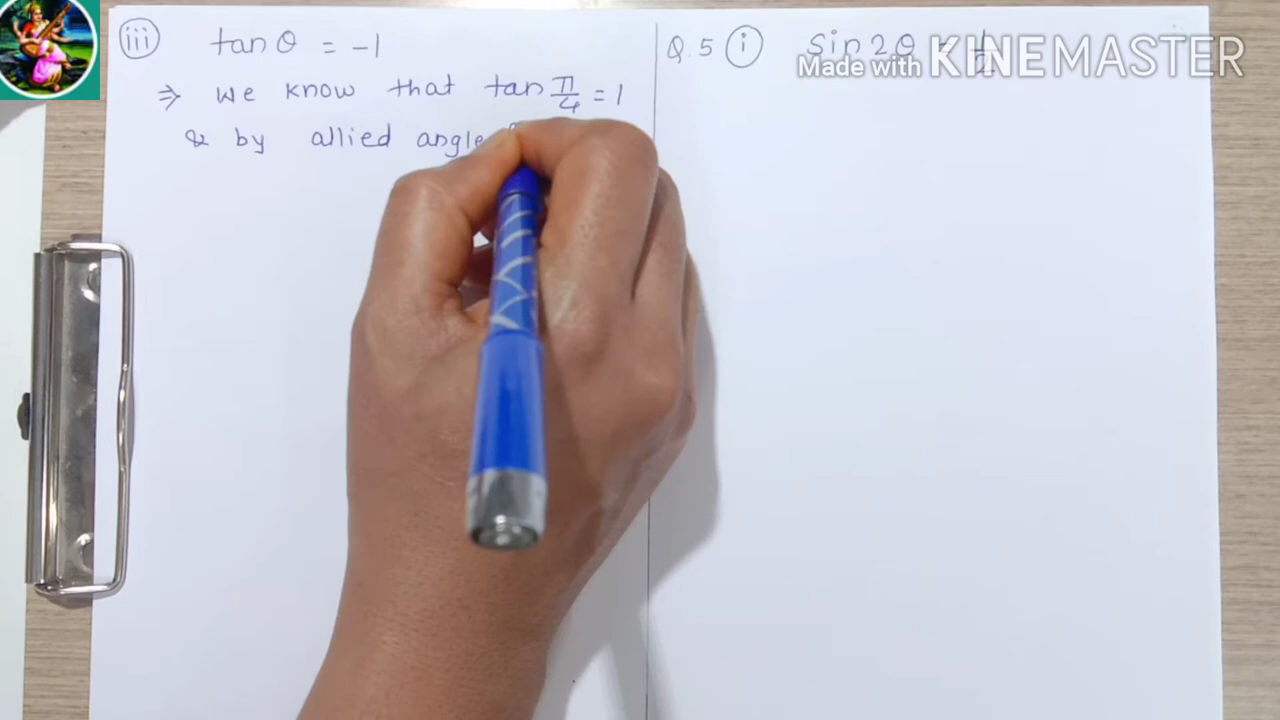 iii tan θ = -1
⇒ we know that tan π/4 = 1
& by allied angle
Q.5 i sin 2θ
Made with KINEMASTER